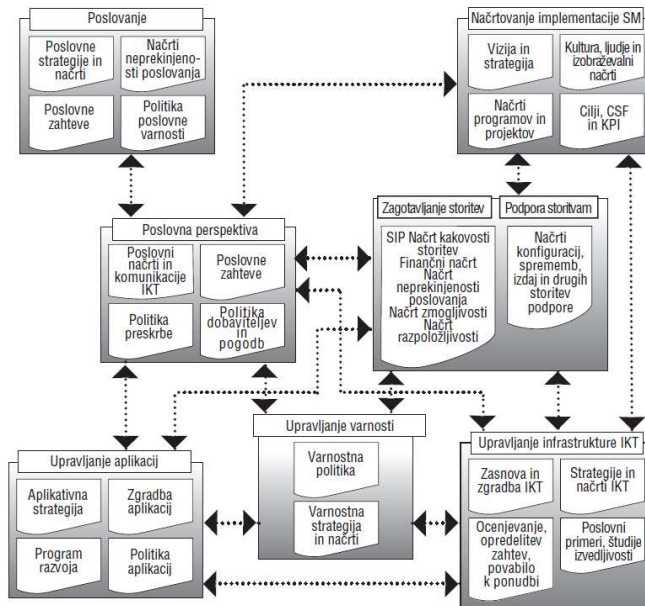 Poslovanje
Poslovne
strategije in
načrti
Načrti
neprekinjeno-
sti poslovanja
Poslovne
zahteve
Politika
poslovne
varnosti
Načrtovanje implementacije SM
Vizija in
strategija
Kultura, ljudje in
izobraževalni
načrti
Načrti
programov in
projektov
Cilji, CSF
in KPI
Poslovna perspektiva
Poslovni
načrti in
komunikacije
IKT
Poslovne
zahteve
Politika
preskrbe
Politika
dobaviteljev
in
pogodb
Zagotavljanje storitev
SIP Načrt kakovosti
storitev
Finančni načrt
Načrt
neprekinjenosti
poslovanja
Načrt zmogljivosti
Načrt
razpoložljivosti
Podpora storitvam
Načrti
konfiguracij,
sprememb,
izdaj in drugih
storitev
podpore
Upravljanje aplikacij
Aplikativna
strategija
Zgradba
aplikacij
Program
razvoja
Politika
aplikacij
Upravljanje varnosti
Varnostna
politika
Varnostna
strategija
in načrti
Upravljanje infrastrukture IKT
Zasnova in
zgradba IKT
Strategije in
načrti IKT
Ocenjevanje,
opredelitev
zahtev,
povabilo
k ponudbi
Poslovni
primeri, študije
izvedljivosti